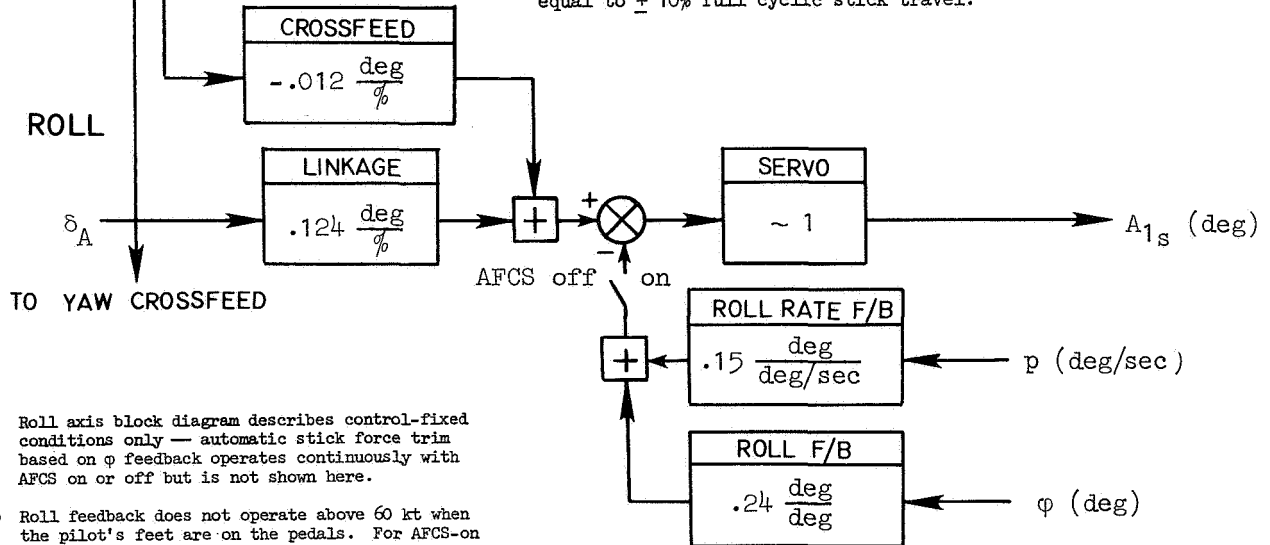 equal to ± 10% full cyclic stick travel.
CROSSFEED
-.012 deg/%
ROLL
LINKAGE
δA
.124 deg/%
+
+
−
SERVO
~ 1
A1s (deg)
AFCS off on
TO YAW CROSSFEED
ROLL RATE F/B
.15 deg/deg/sec
+
p (deg/sec)
Roll axis block diagram describes control-fixed
conditions only — automatic stick force trim
based on φ feedback operates continuously with
AFCS on or off but is not shown here.
ROLL F/B
.24 deg/deg
φ (deg)
Roll feedback does not operate above 60 kt when
the pilot's feet are on the pedals. For AFCS-on